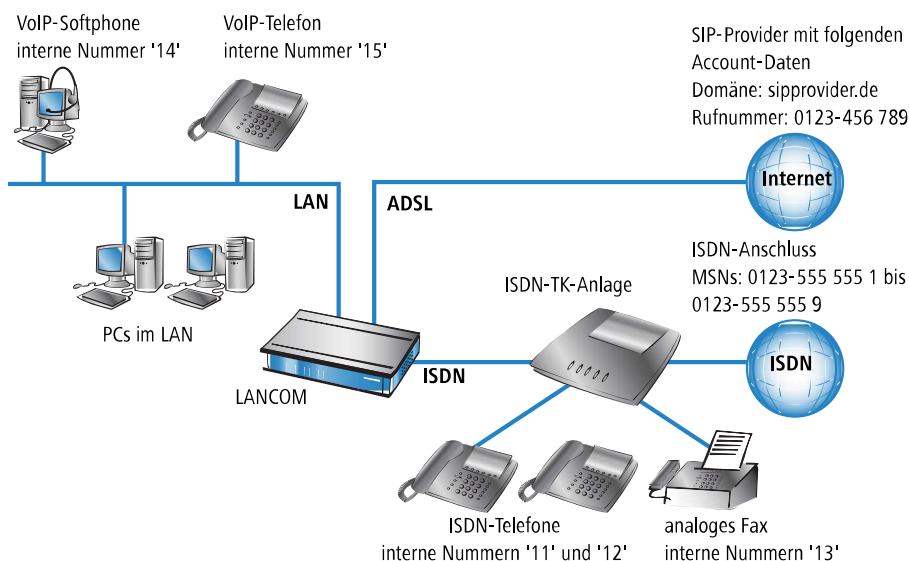 VoIP-Softphone
interne Nummer '14'
VoIP-Telefon
interne Nummer '15'
SIP-Provider mit folgenden
Account-Daten
Domäne: sipprovider.de
Rufnummer: 0123-456 789
Internet
LAN
ADSL
ISDN-Anschluss
MSNs: 0123-555 555 1 bis
0123-555 555 9
ISDN-TK-Anlage
PCs im LAN
ISDN
ISDN
LANCOM
ISDN-Telefone
interne Nummern '11' und '12'
analoges Fax
interne Nummern '13'